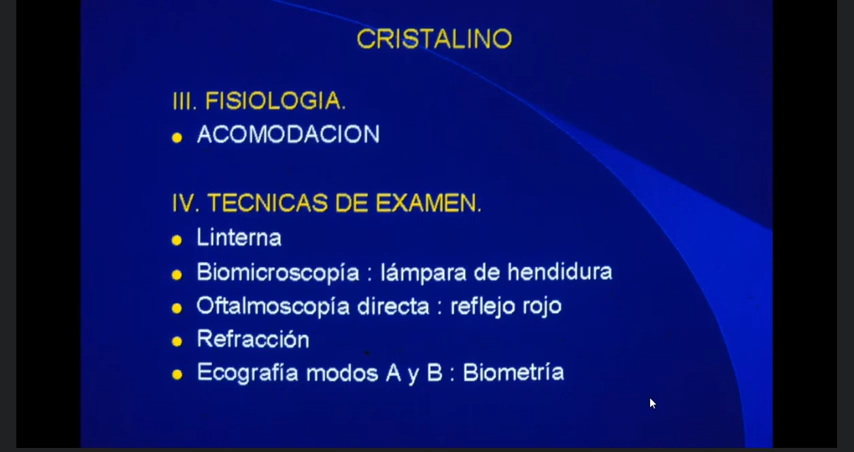 CRISTALINO
III. FISIOLOGIA.
• ACOMODACION
IV. TECNICAS DE EXAMEN.
• Linterna
• Biomicroscopía : lámpara de hendidura
• Oftalmoscopía directa : reflejo rojo
• Refracción
• Ecografía modos A y B : Biometría